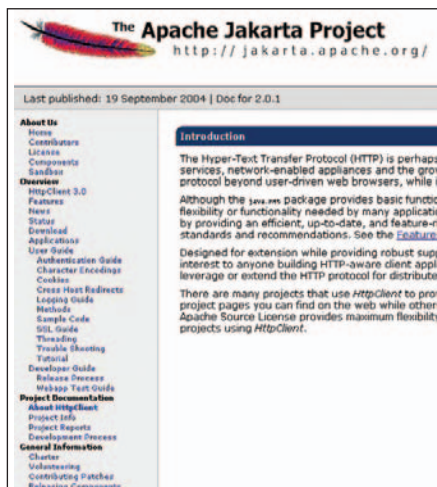 The Apache Jakarta Project
http://jakarta.apache.org/
Last published: 19 September 2004 | Doc for 2.0.1
About Us
Home
Contributors
License
Components
Sandbox
Overview
HttpClient 3.0
Features
News
Status
Download
Applications
User Guide
Authentication Guide
Character Encodings
Cookies
Cross Host Redirects
Logging Guide
Methods
Sample Code
SSL Guide
Threading
Trouble Shooting
Tutorial
Developer Guide
Release Process
Webapp Test Guide
Project Documentation
About HttpClient
Project Info
Project Reports
Development Process
General Information
Charter
Volunteering
Contributing Patches
Releasing Components
Introduction
The Hyper-Text Transfer Protocol (HTTP) is perhaps
services, network-enabled appliances and the grow
protocol beyond user-driven web browsers, while i
Although the java.net package provides basic functio
flexibility or functionality needed by many applicatio
by providing an efficient, up-to-date, and feature-r
standards and recommendations. See the Features
Designed for extension while providing robust supp
interest to anyone building HTTP-aware client appl
leverage or extend the HTTP protocol for distribute
There are many projects that use HttpClient to pro
project pages you can find on the web while other
Apache Source License provides maximum flexibility
projects using HttpClient.